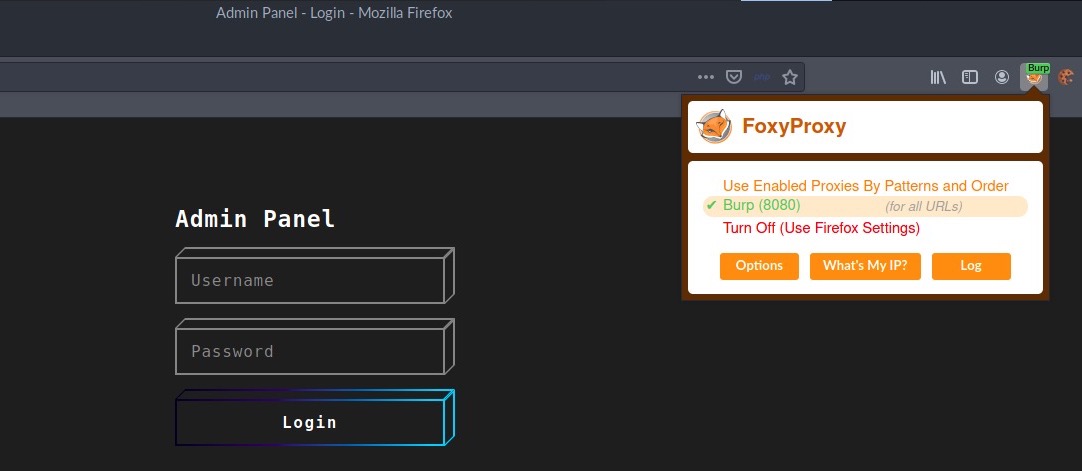 Admin Panel - Login - Mozilla Firefox
Burp
FoxyProxy
Use Enabled Proxies By Patterns and Order
✔ Burp (8080) (for all URLs)
Turn Off (Use Firefox Settings)
Options What's My IP? Log
Admin Panel
Username
Password
Login